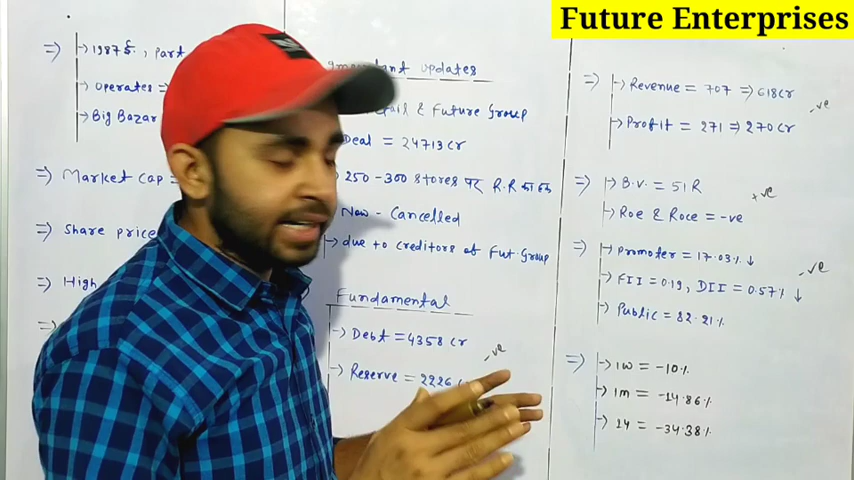 Future Enterprises
⇒ → 1987 ई., Part
→ Operates ⇒
→ Big Bazar
⇒ Market Cap =
⇒ Share price
⇒ High
⇒
Important updates
& Future Group
Deal = 24713 cr
→ 250 - 300 stores पर R.R का हक
Now - Cancelled
→ due to creditors of Fut. Group
Fundamental
→ Debt = 4358 cr
→ Reserve = 2226 -ve
⇒ → Revenue = 707 ⇒ 618 cr
→ Profit = 271 ⇒ 270 cr -ve
⇒ → B.V. = 51 R
→ Roe & Roce = -ve +ve
⇒ → Promoter = 17.03% ↓
→ FII = 0.19, DII = 0.57% ↓ -ve
→ Public = 82.21%
⇒ → 1W = -10%
→ 1m = -14.86%
→ 1Y = -34.38%